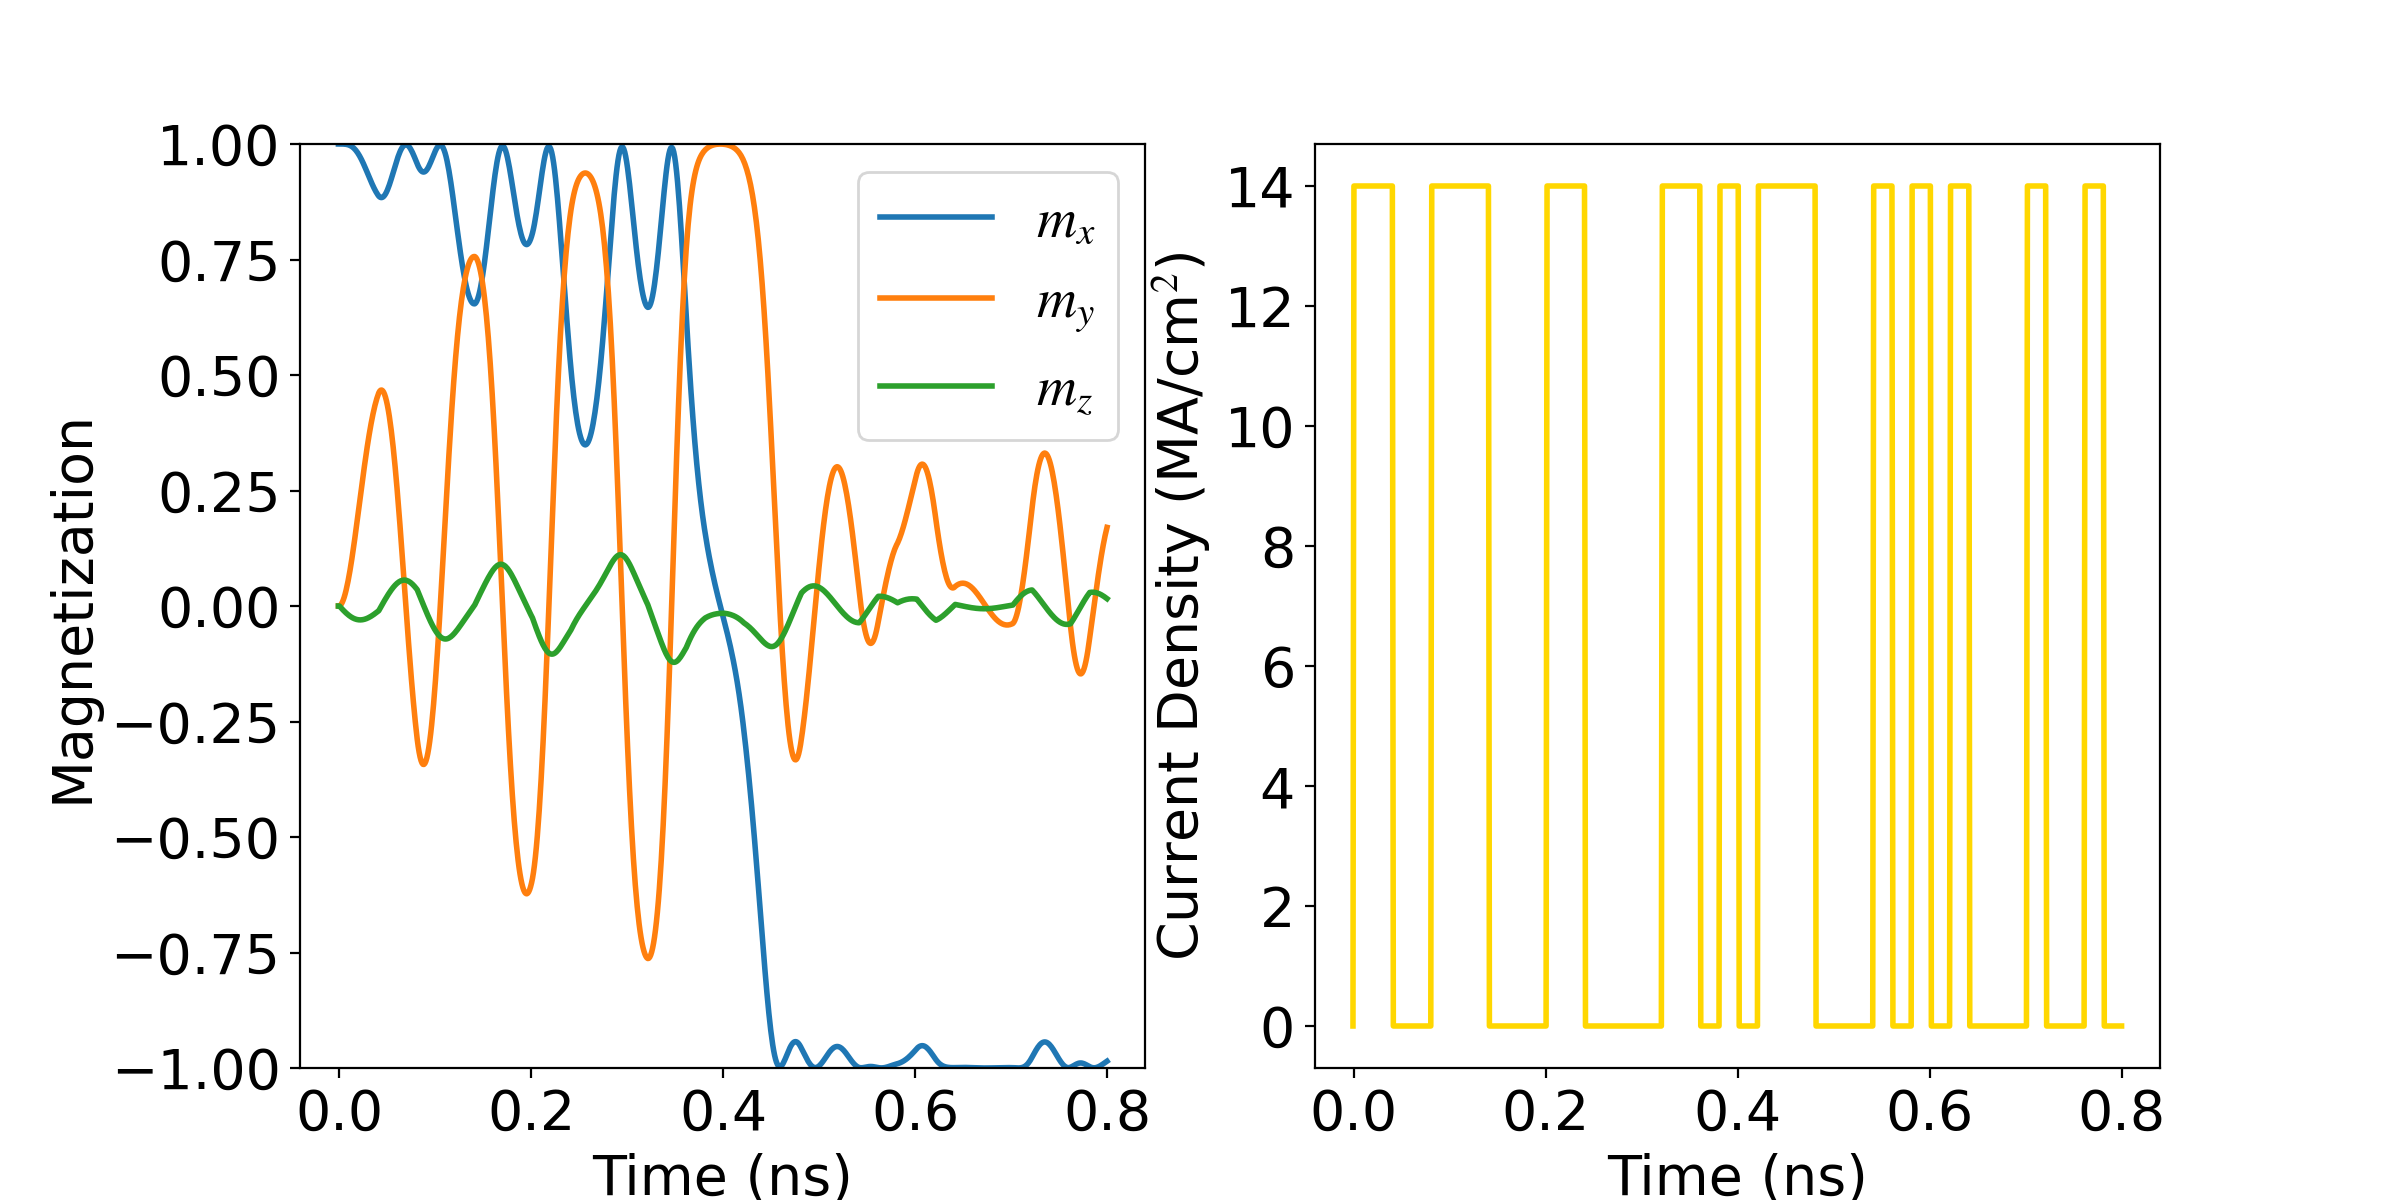 Magnetization
1.00
0.75
0.50
0.25
0.00
−0.25
−0.50
−0.75
−1.00
0.0 0.2 0.4 0.6 0.8
Time (ns)
m_x
m_y
m_z
Current Density (MA/cm²)
14
12
10
8
6
4
2
0
0.0 0.2 0.4 0.6 0.8
Time (ns)